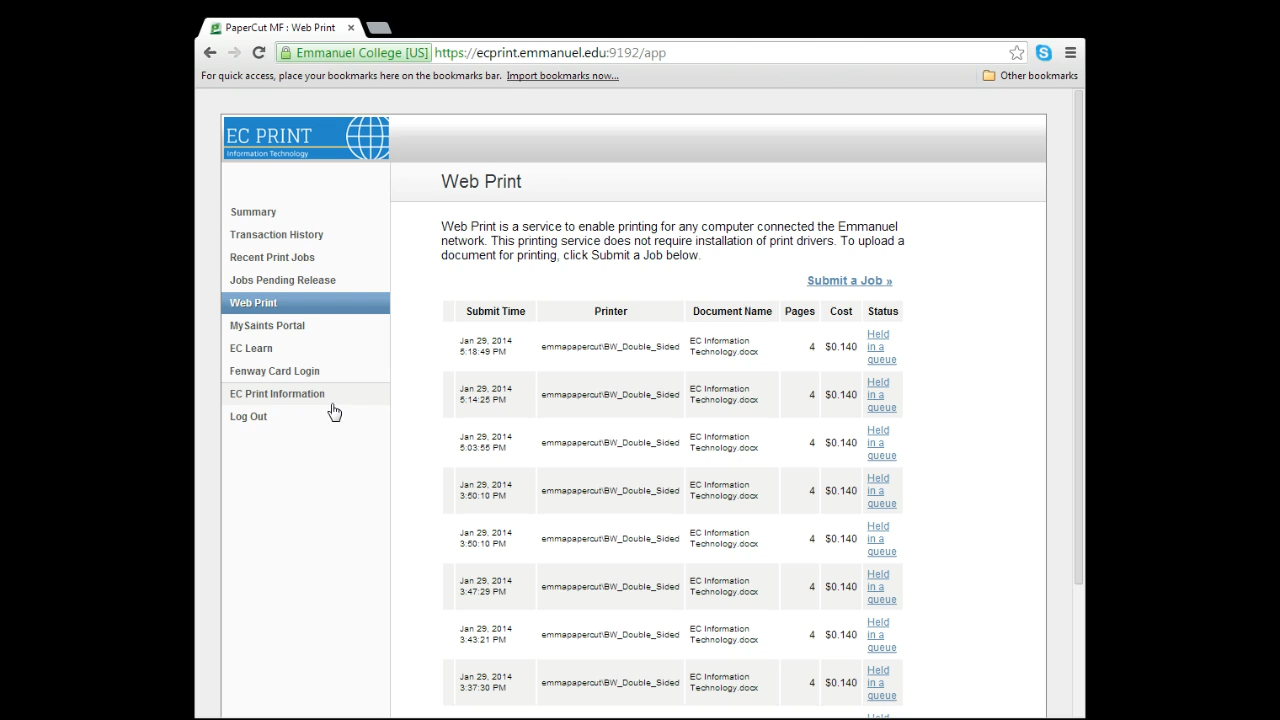 PaperCut MF : Web Print
Emmanuel College [US] https://ecprint.emmanuel.edu:9192/app
For quick access, place your bookmarks here on the bookmarks bar. Import bookmarks now...
Other bookmarks
EC PRINT
Information Technology
Summary
Transaction History
Recent Print Jobs
Jobs Pending Release
Web Print
MySaints Portal
EC Learn
Fenway Card Login
EC Print Information
Log Out
Web Print
Web Print is a service to enable printing for any computer connected the Emmanuel
network. This printing service does not require installation of print drivers. To upload a
document for printing, click Submit a Job below.
Submit a Job »
Submit Time Printer Document Name Pages Cost Status
Jan 29, 2014
5:18:49 PM
emmapapercut\BW_Double_Sided
EC Information
Technology.docx
4 $0.140
Held
in a
queue
Jan 29, 2014
5:14:25 PM
emmapapercut\BW_Double_Sided
EC Information
Technology.docx
4 $0.140
Held
in a
queue
Jan 29, 2014
5:03:55 PM
emmapapercut\BW_Double_Sided
EC Information
Technology.docx
4 $0.140
Held
in a
queue
Jan 29, 2014
3:50:10 PM
emmapapercut\BW_Double_Sided
EC Information
Technology.docx
4 $0.140
Held
in a
queue
Jan 29, 2014
3:50:10 PM
emmapapercut\BW_Double_Sided
EC Information
Technology.docx
4 $0.140
Held
in a
queue
Jan 29, 2014
3:47:29 PM
emmapapercut\BW_Double_Sided
EC Information
Technology.docx
4 $0.140
Held
in a
queue
Jan 29, 2014
3:43:21 PM
emmapapercut\BW_Double_Sided
EC Information
Technology.docx
4 $0.140
Held
in a
queue
Jan 29, 2014
3:37:30 PM
emmapapercut\BW_Double_Sided
EC Information
Technology.docx
4 $0.140
Held
in a
queue
Held